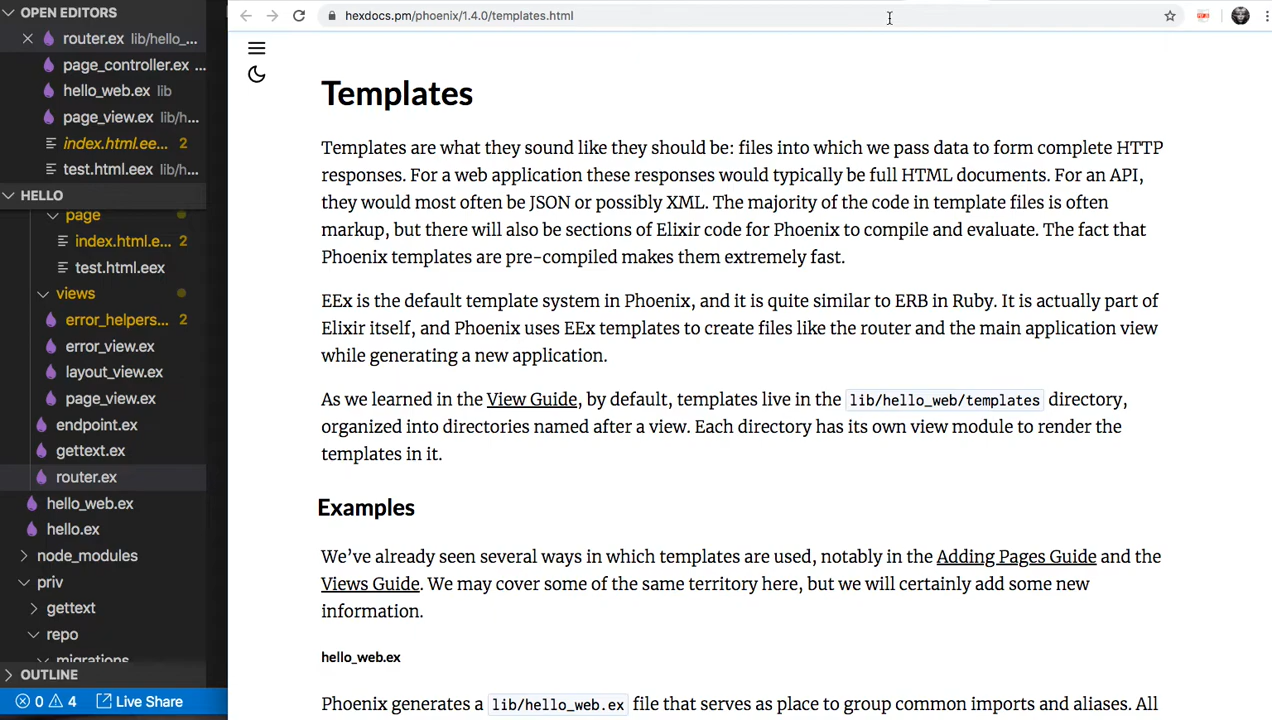 OPEN EDITORS
router.ex lib/hello_...
page_controller.ex ...
hello_web.ex lib
page_view.ex lib/h...
index.html.ee... 2
test.html.eex lib/h...
HELLO
page
index.html.e... 2
test.html.eex
views
error_helpers... 2
error_view.ex
layout_view.ex
page_view.ex
endpoint.ex
gettext.ex
router.ex
hello_web.ex
hello.ex
node_modules
priv
gettext
repo
migrations
OUTLINE
0 4 Live Share
hexdocs.pm/phoenix/1.4.0/templates.html
Templates
Templates are what they sound like they should be: files into which we pass data to form complete HTTP
responses. For a web application these responses would typically be full HTML documents. For an API,
they would most often be JSON or possibly XML. The majority of the code in template files is often
markup, but there will also be sections of Elixir code for Phoenix to compile and evaluate. The fact that
Phoenix templates are pre-compiled makes them extremely fast.
EEx is the default template system in Phoenix, and it is quite similar to ERB in Ruby. It is actually part of
Elixir itself, and Phoenix uses EEx templates to create files like the router and the main application view
while generating a new application.
As we learned in the View Guide, by default, templates live in the lib/hello_web/templates directory,
organized into directories named after a view. Each directory has its own view module to render the
templates in it.
Examples
We've already seen several ways in which templates are used, notably in the Adding Pages Guide and the
Views Guide. We may cover some of the same territory here, but we will certainly add some new
information.
hello_web.ex
Phoenix generates a lib/hello_web.ex file that serves as place to group common imports and aliases. All